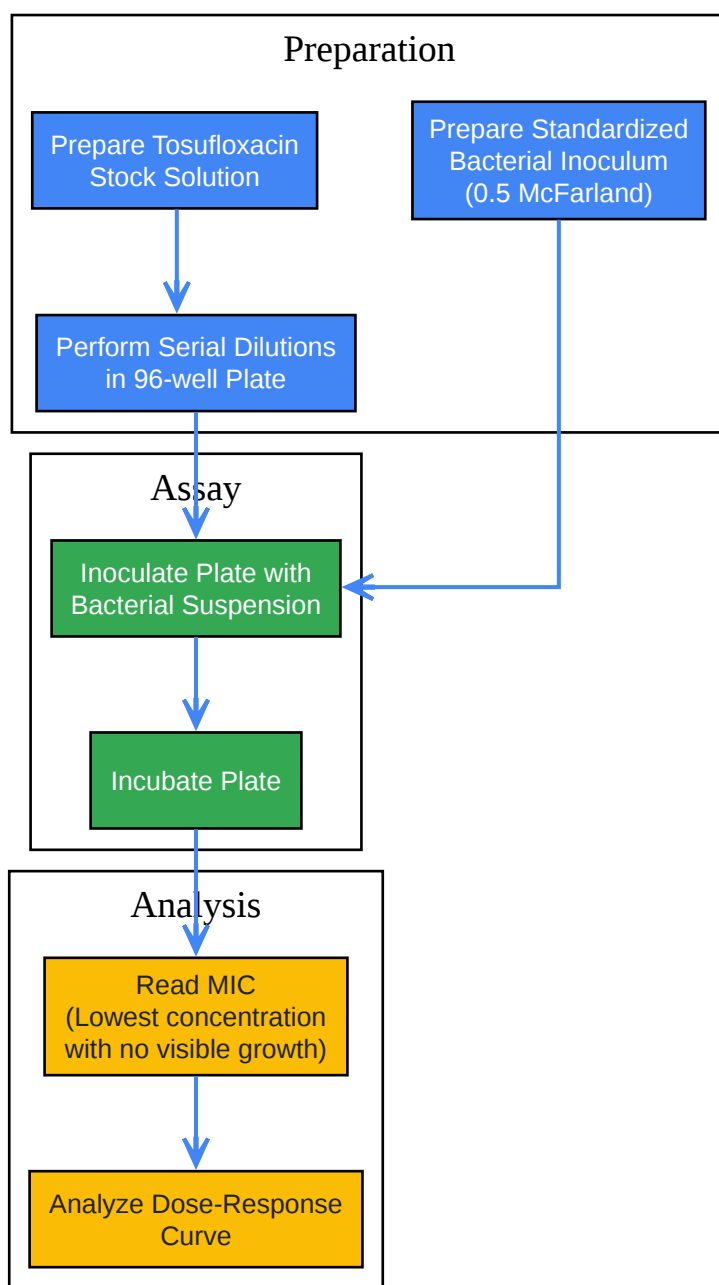 Preparation
Prepare Tosufloxacin
Stock Solution
Prepare Standardized
Bacterial Inoculum
(0.5 McFarland)
Perform Serial Dilutions
in 96-well Plate
Assay
Inoculate Plate with
Bacterial Suspension
Incubate Plate
Analysis
Read MIC
(Lowest concentration
with no visible growth)
Analyze Dose-Response
Curve